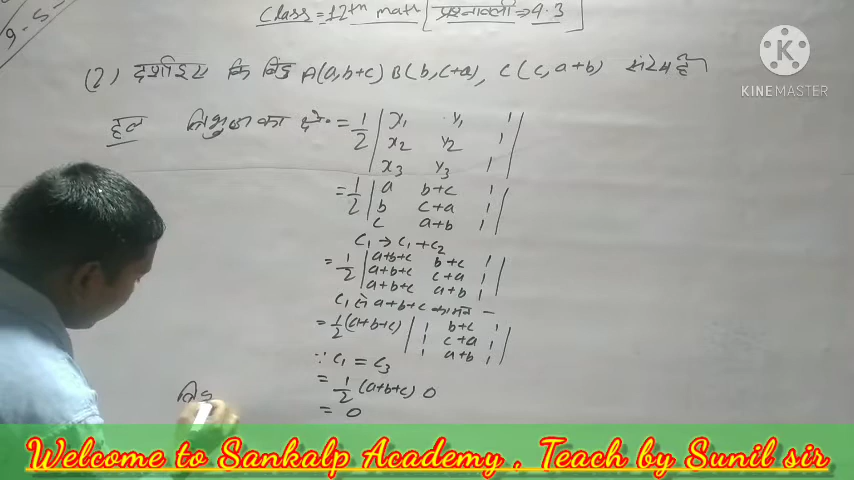 Class = 12th math [प्रश्नावली → 9.3]
(2) दर्शाइए कि बिंदु A(a, b+c) B(b, c+a), C(c, a+b) संरेख है
KINEMASTER
हल त्रिभुज का क्षे० = 1/2 | x1 y1 1 |
x2 y2 1
x3 y3 1
= 1/2 | a b+c 1 |
b c+a 1
c a+b 1
C1 → C1 + C2
= 1/2 | a+b+c b+c 1 |
a+b+c c+a 1
a+b+c a+b 1
C1 से a+b+c कामन –
= 1/2 (a+b+c) | 1 b+c 1 |
1 c+a 1
1 a+b 1
∵ C1 = C3
= 1/2 (a+b+c) 0
= 0
Welcome to Sankalp Academy . Teach by Sunil sir